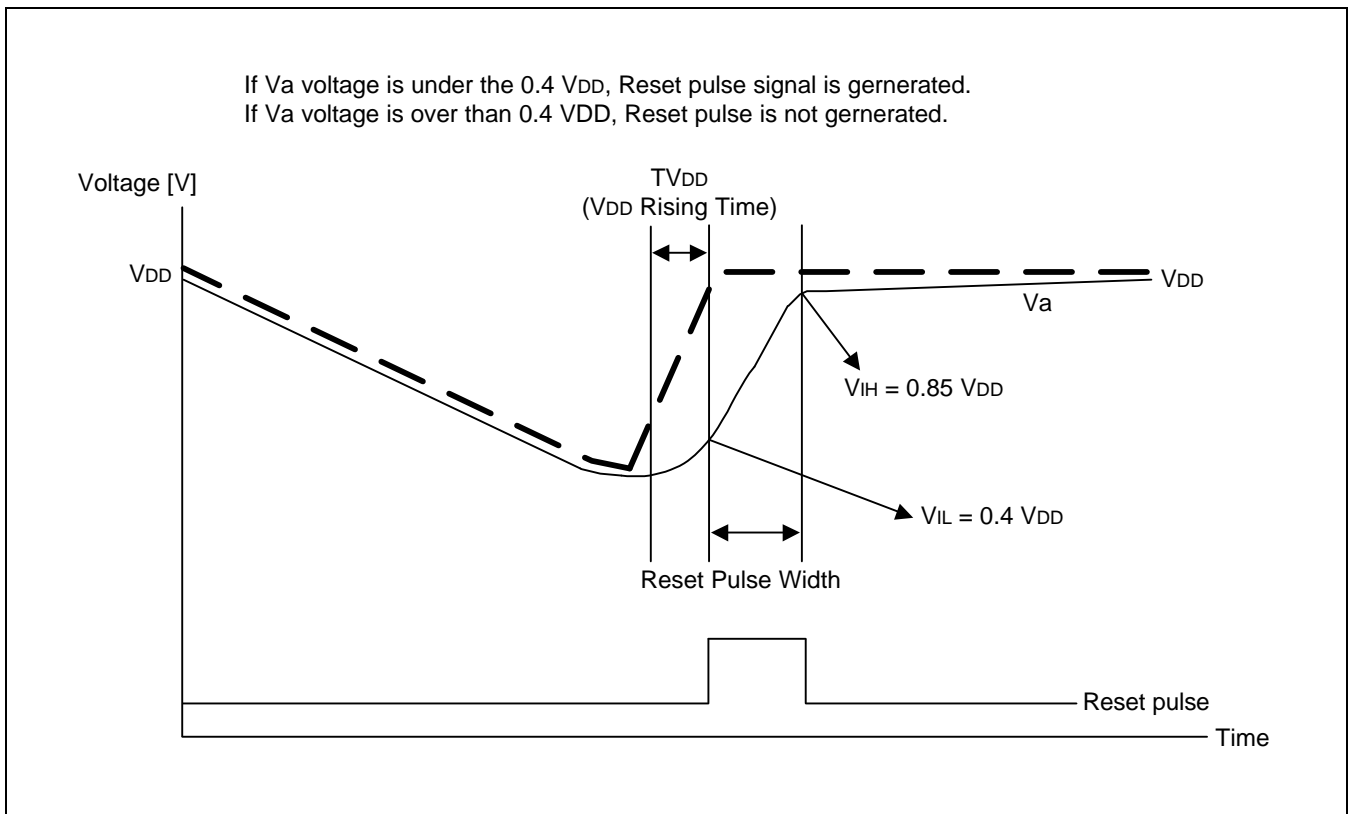 If Va voltage is under the 0.4 VDD, Reset pulse signal is gernerated.
If Va voltage is over than 0.4 VDD, Reset pulse is not gernerated.
TVDD
(VDD Rising Time)
Voltage [V]
VDD
VDD
Va
VIH = 0.85 VDD
VIL = 0.4 VDD
Reset Pulse Width
Reset pulse
Time